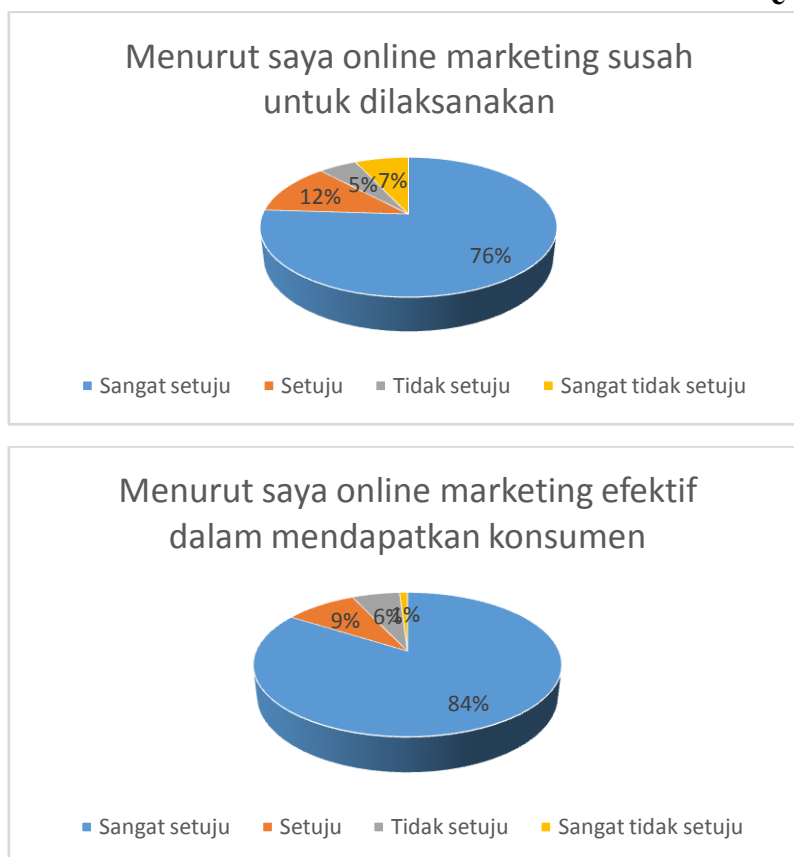 Menurut saya online marketing susah
untuk dilaksanakan
5% 7%
12%
76%
Sangat setuju Setuju Tidak setuju Sangat tidak setuju
Menurut saya online marketing efektif
dalam mendapatkan konsumen
9% 6% 1%
84%
Sangat setuju Setuju Tidak setuju Sangat tidak setuju